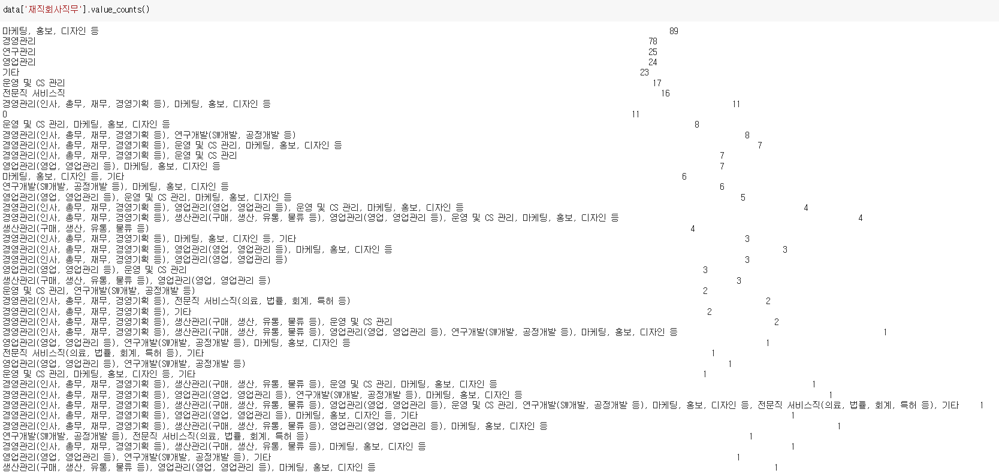 data['재직회사직무'].value_counts()
마케팅, 홍보, 디자인 등 89
경영관리 78
연구관리 25
영업관리 24
기타 23
운영 및 CS 관리 17
전문직 서비스직 16
경영관리(인사, 총무, 재무, 경영기획 등), 마케팅, 홍보, 디자인 등 11
0 11
운영 및 CS 관리, 마케팅, 홍보, 디자인 등 8
경영관리(인사, 총무, 재무, 경영기획 등), 연구개발(SW개발, 공정개발 등) 8
경영관리(인사, 총무, 재무, 경영기획 등), 운영 및 CS 관리, 마케팅, 홍보, 디자인 등 7
경영관리(인사, 총무, 재무, 경영기획 등), 운영 및 CS 관리 7
영업관리(영업, 영업관리 등), 마케팅, 홍보, 디자인 등 7
마케팅, 홍보, 디자인 등, 기타 6
연구개발(SW개발, 공정개발 등), 마케팅, 홍보, 디자인 등 6
영업관리(영업, 영업관리 등), 운영 및 CS 관리, 마케팅, 홍보, 디자인 등 5
경영관리(인사, 총무, 재무, 경영기획 등), 영업관리(영업, 영업관리 등), 운영 및 CS 관리, 마케팅, 홍보, 디자인 등 4
경영관리(인사, 총무, 재무, 경영기획 등), 생산관리(구매, 생산, 유통, 물류 등), 영업관리(영업, 영업관리 등), 운영 및 CS 관리, 마케팅, 홍보, 디자인 등 4
생산관리(구매, 생산, 유통, 물류 등) 4
경영관리(인사, 총무, 재무, 경영기획 등), 마케팅, 홍보, 디자인 등, 기타 3
경영관리(인사, 총무, 재무, 경영기획 등), 영업관리(영업, 영업관리 등), 마케팅, 홍보, 디자인 등 3
경영관리(인사, 총무, 재무, 경영기획 등), 영업관리(영업, 영업관리 등) 3
영업관리(영업, 영업관리 등), 운영 및 CS 관리 3
생산관리(구매, 생산, 유통, 물류 등), 영업관리(영업, 영업관리 등) 3
운영 및 CS 관리, 연구개발(SW개발, 공정개발 등) 2
경영관리(인사, 총무, 재무, 경영기획 등), 전문직 서비스직(의료, 법률, 회계, 특허 등) 2
경영관리(인사, 총무, 재무, 경영기획 등), 기타 2
경영관리(인사, 총무, 재무, 경영기획 등), 생산관리(구매, 생산, 유통, 물류 등), 운영 및 CS 관리 2
경영관리(인사, 총무, 재무, 경영기획 등), 생산관리(구매, 생산, 유통, 물류 등), 영업관리(영업, 영업관리 등), 연구개발(SW개발, 공정개발 등), 마케팅, 홍보, 디자인 등 1
영업관리(영업, 영업관리 등), 연구개발(SW개발, 공정개발 등), 마케팅, 홍보, 디자인 등 1
전문직 서비스직(의료, 법률, 회계, 특허 등), 기타 1
영업관리(영업, 영업관리 등), 연구개발(SW개발, 공정개발 등) 1
운영 및 CS 관리, 마케팅, 홍보, 디자인 등, 기타 1
경영관리(인사, 총무, 재무, 경영기획 등), 생산관리(구매, 생산, 유통, 물류 등), 운영 및 CS 관리, 마케팅, 홍보, 디자인 등 1
경영관리(인사, 총무, 재무, 경영기획 등), 영업관리(영업, 영업관리 등), 연구개발(SW개발, 공정개발 등), 마케팅, 홍보, 디자인 등 1
경영관리(인사, 총무, 재무, 경영기획 등), 생산관리(구매, 생산, 유통, 물류 등), 영업관리(영업, 영업관리 등), 운영 및 CS 관리, 연구개발(SW개발, 공정개발 등), 마케팅, 홍보, 디자인 등, 전문직 서비스직(의료, 법률, 회계, 특허 등), 기타 1
경영관리(인사, 총무, 재무, 경영기획 등), 영업관리(영업, 영업관리 등), 마케팅, 홍보, 디자인 등, 기타 1
경영관리(인사, 총무, 재무, 경영기획 등), 생산관리(구매, 생산, 유통, 물류 등), 영업관리(영업, 영업관리 등), 마케팅, 홍보, 디자인 등 1
연구개발(SW개발, 공정개발 등), 전문직 서비스직(의료, 법률, 회계, 특허 등) 1
경영관리(인사, 총무, 재무, 경영기획 등), 생산관리(구매, 생산, 유통, 물류 등), 마케팅, 홍보, 디자인 등 1
영업관리(영업, 영업관리 등), 연구개발(SW개발, 공정개발 등), 기타 1
생산관리(구매, 생산, 유통, 물류 등), 영업관리(영업, 영업관리 등), 마케팅, 홍보, 디자인 등 1